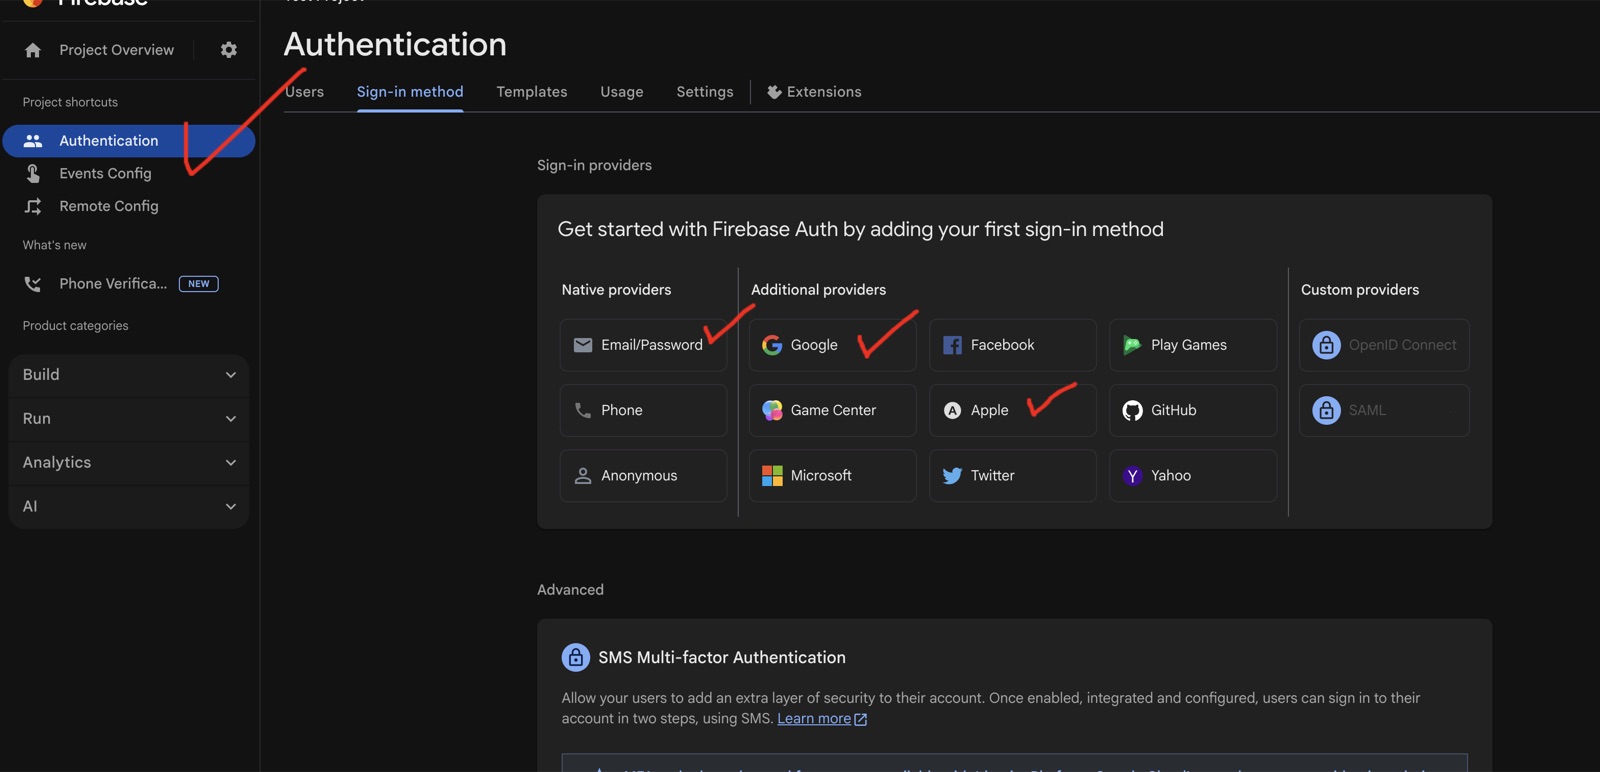 Firebase
Project Overview
Project shortcuts
Authentication
Events Config
Remote Config
What's new
Phone Verifica... NEW
Product categories
Build
Run
Analytics
AI
Authentication
Users Sign-in method Templates Usage Settings Extensions
Sign-in providers
Get started with Firebase Auth by adding your first sign-in method
Native providers Additional providers Custom providers
Email/Password Google Facebook Play Games OpenID Connect
Phone Game Center Apple GitHub SAML
Anonymous Microsoft Twitter Yahoo
Advanced
SMS Multi-factor Authentication
Allow your users to add an extra layer of security to their account. Once enabled, integrated and configured, users can sign in to their
account in two steps, using SMS. Learn more